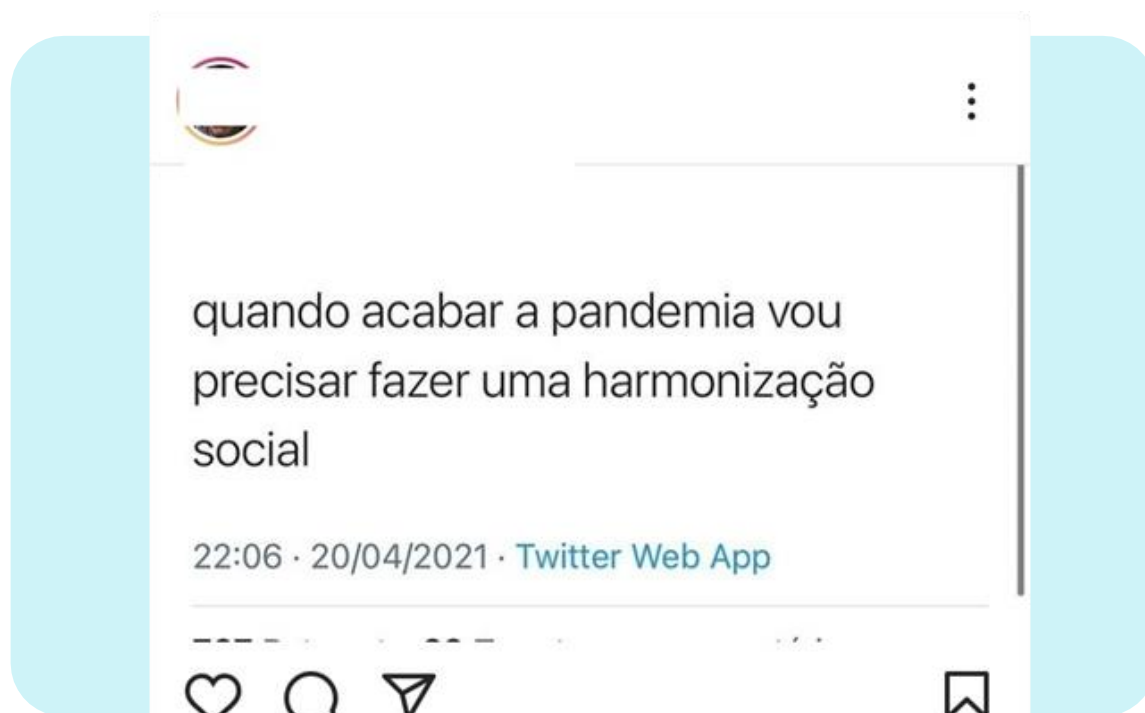 quando acabar a pandemia vou
precisar fazer uma harmonização
social
22:06 · 20/04/2021 · Twitter Web App